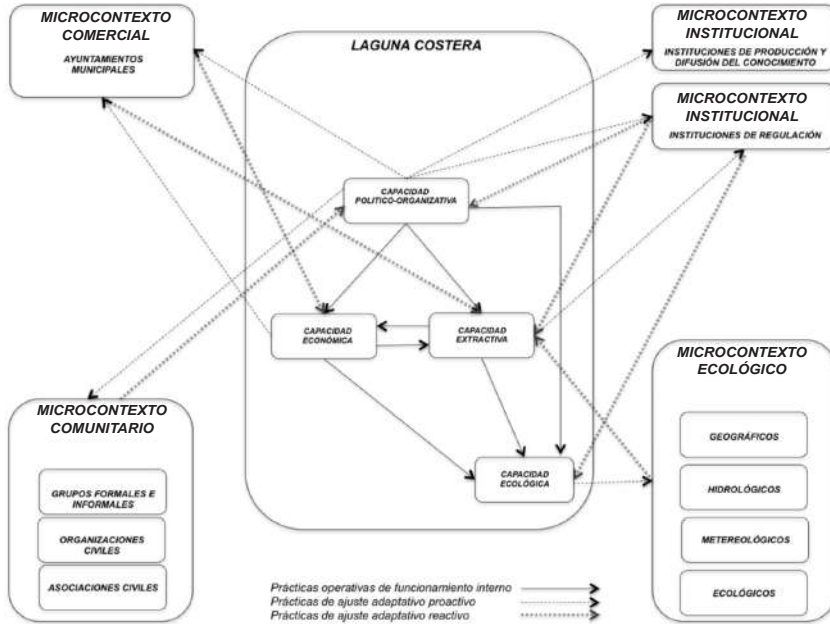 MICROCONTEXTO
COMERCIAL
AYUNTAMIENTOS
MUNICIPALES
LAGUNA COSTERA
MICROCONTEXTO
INSTITUCIONAL
INSTITUCIONES DE PRODUCCIÓN Y
DIFUSIÓN DEL CONOCIMIENTO
MICROCONTEXTO
INSTITUCIONAL
INSTITUCIONES DE REGULACIÓN
CAPACIDAD
POLITICO-ORGANIZATIVA
CAPACIDAD
ECONÓMICA
CAPACIDAD
EXTRACTIVA
CAPACIDAD
ECOLÓGICA
MICROCONTEXTO
COMUNITARIO
GRUPOS FORMALES E
INFORMALES
ORGANIZACIONES
CIVILES
ASOCIACIONES CIVILES
MICROCONTEXTO
ECOLÓGICO
GEOGRÁFICOS
HIDROLÓGICOS
METEREOLÓGICOS
ECOLÓGICOS
Prácticas operativas de funcionamiento interno
Prácticas de ajuste adaptativo proactivo
Prácticas de ajuste adaptativo reactivo